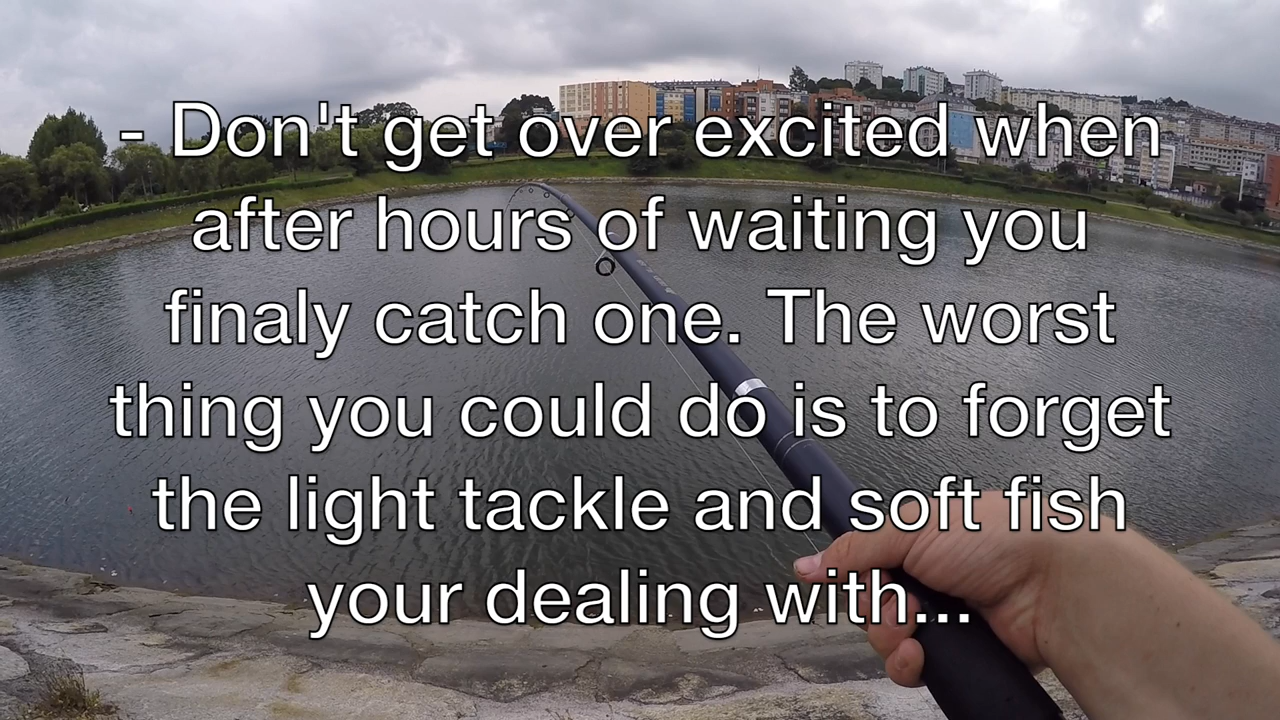 - Don't get over excited when
after hours of waiting you
finaly catch one. The worst
thing you could do is to forget
the light tackle and soft fish
your dealing with...